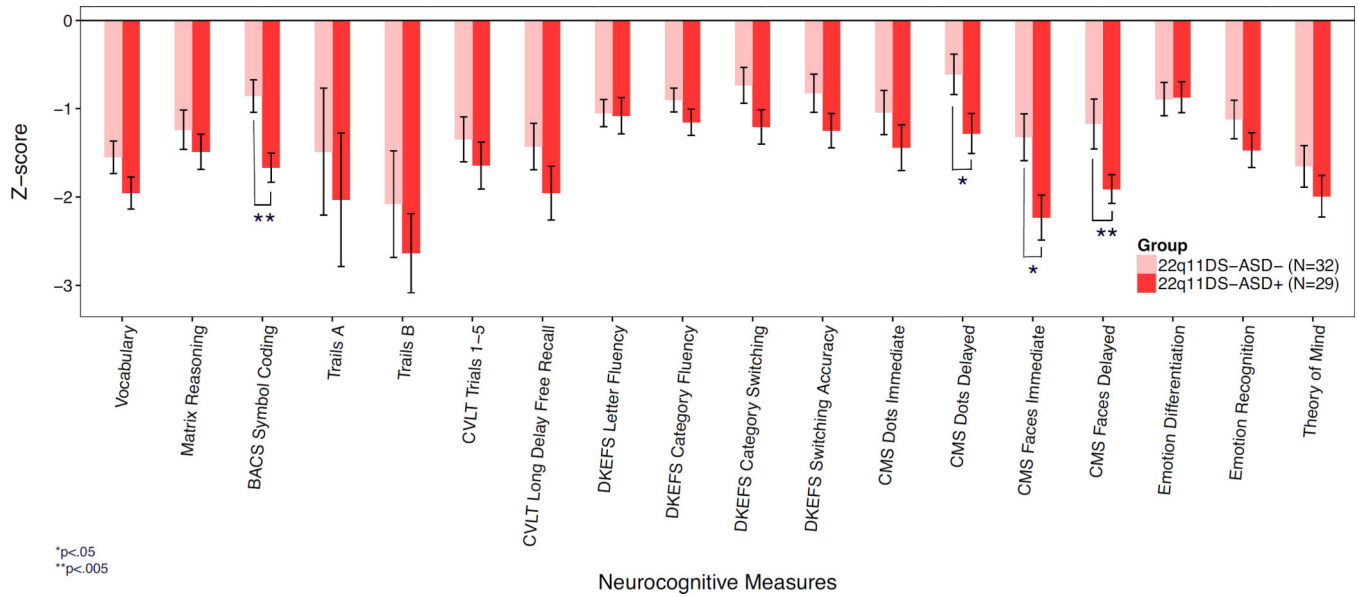 0
−1
−2
−3
Z−score
**
*
*
**
Group
22q11DS−ASD− (N=32)
22q11DS−ASD+ (N=29)
Vocabulary
Matrix Reasoning
BACS Symbol Coding
Trails A
Trails B
CVLT Trials 1−5
CVLT Long Delay Free Recall
DKEFS Letter Fluency
DKEFS Category Fluency
DKEFS Category Switching
DKEFS Switching Accuracy
CMS Dots Immediate
CMS Dots Delayed
CMS Faces Immediate
CMS Faces Delayed
Emotion Differentiation
Emotion Recognition
Theory of Mind
*p<.05
**p<.005
Neurocognitive Measures